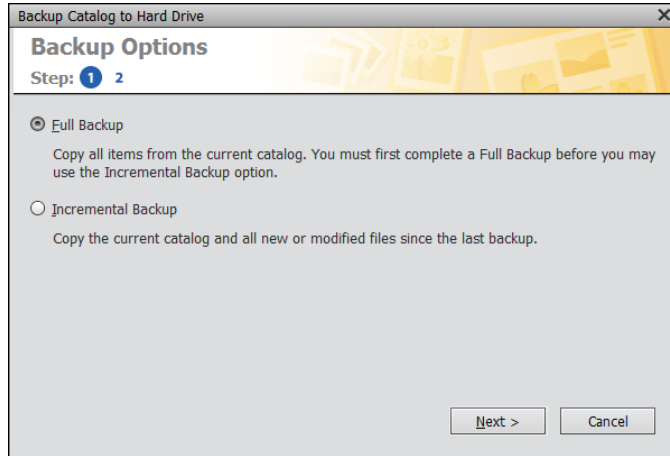 Backup Catalog to Hard Drive
Backup Options
Step: 1 2
Full Backup
Copy all items from the current catalog. You must first complete a Full Backup before you may
use the Incremental Backup option.
Incremental Backup
Copy the current catalog and all new or modified files since the last backup.
Next > Cancel